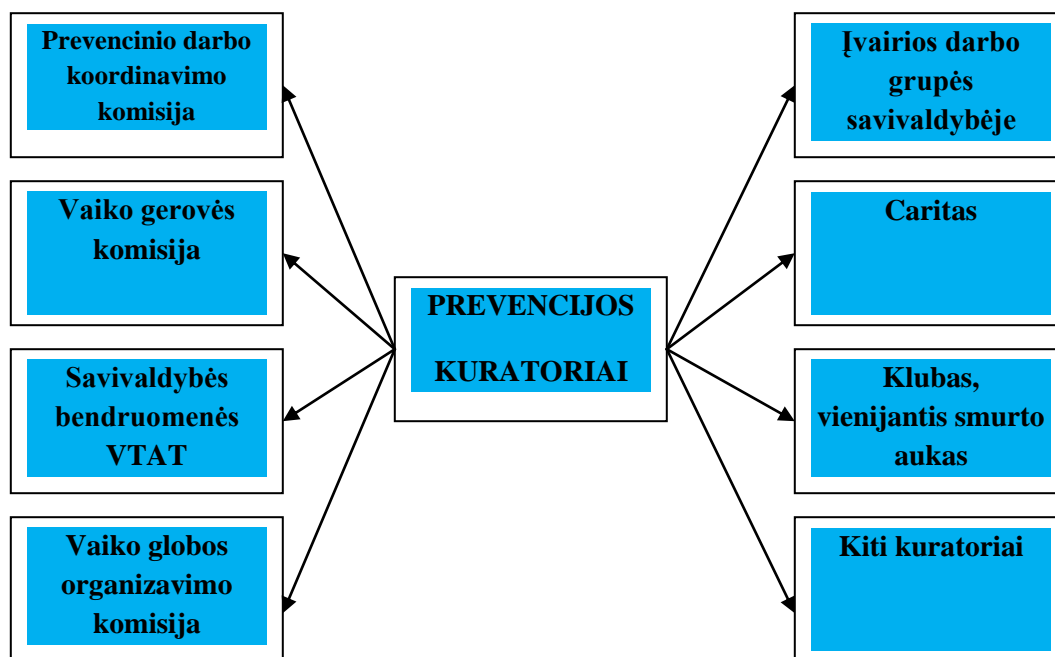 Prevencinio darbo
koordinavimo
komisija
Vaiko gerovės
komisija
Savivaldybės
bendruomenės
VTAT
Vaiko globos
organizavimo
komisija
PREVENCIJOS
KURATORIAI
Įvairios darbo
grupės
savivaldybėje
Caritas
Klubas,
vienijantis smurto
aukas
Kiti kuratoriai